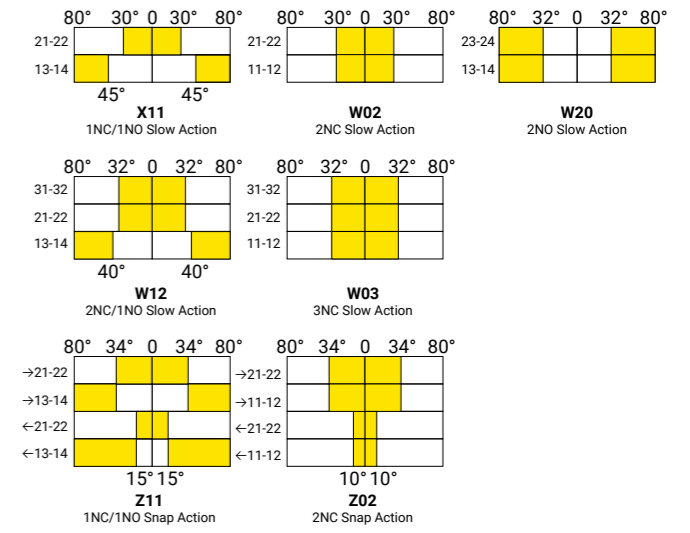 80° 30° 0 30° 80°
21-22
13-14
45° 45°
X11
1NC/1NO Slow Action
80° 30° 0 30° 80°
21-22
11-12
W02
2NC Slow Action
80° 32° 0 32° 80°
23-24
13-14
W20
2NO Slow Action
80° 32° 0 32° 80°
31-32
21-22
13-14
40° 40°
W12
2NC/1NO Slow Action
80° 32° 0 32° 80°
31-32
21-22
11-12
W03
3NC Slow Action
80° 34° 0 34° 80°
→21-22
→13-14
←21-22
←13-14
15° 15°
Z11
1NC/1NO Snap Action
80° 34° 0 34° 80°
→21-22
→11-12
←21-22
←11-12
10° 10°
Z02
2NC Snap Action